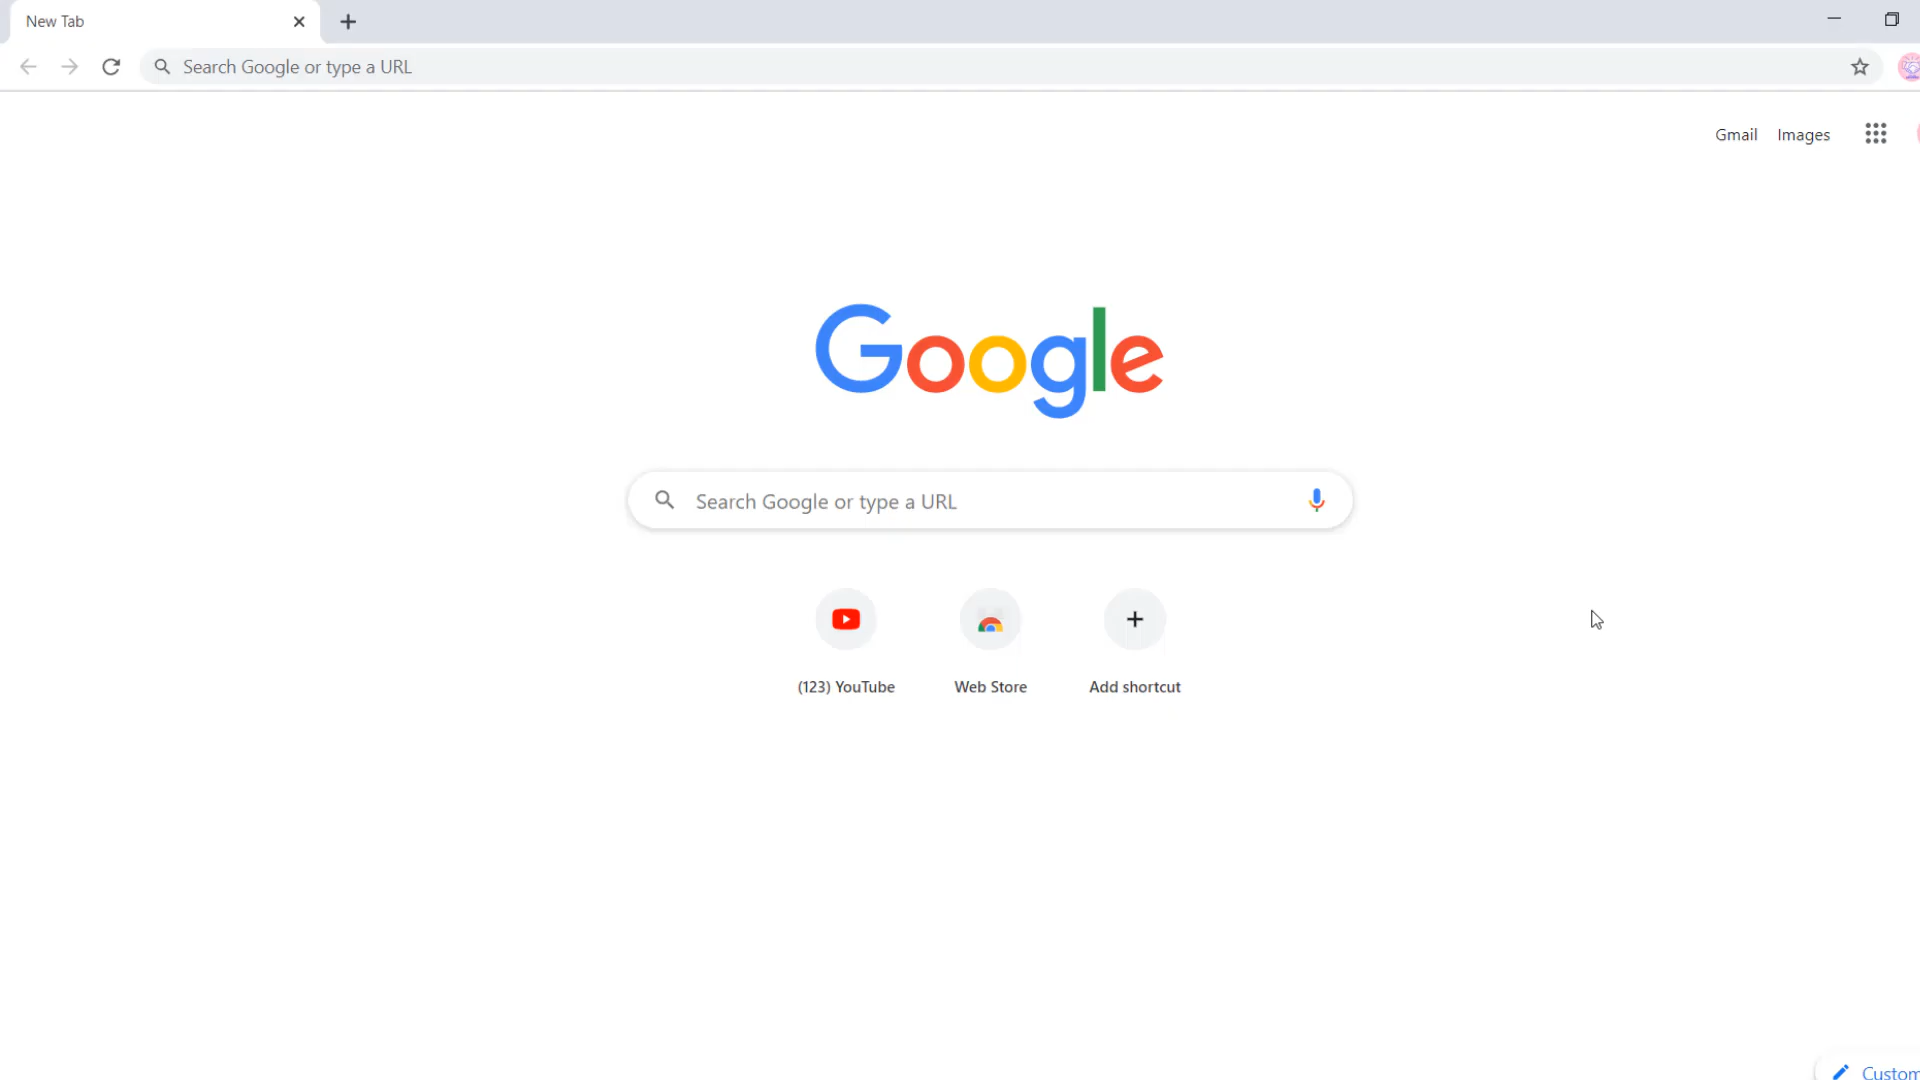 New Tab
Search Google or type a URL
Gmail Images
Google
Search Google or type a URL
(123) YouTube Web Store Add shortcut
Custom